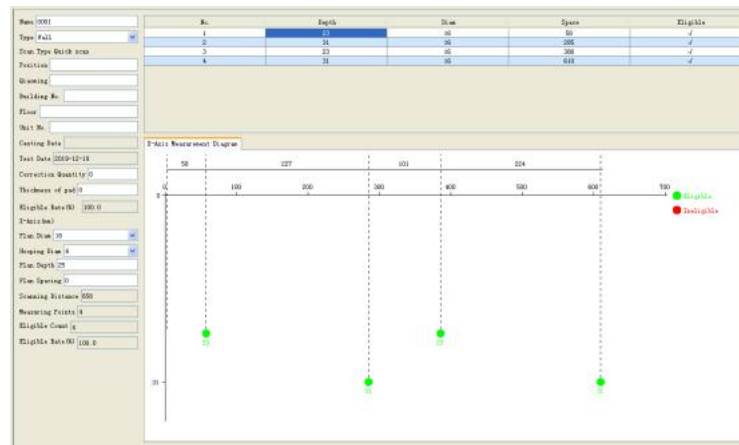 Name 0001
Type Wall
Scan Type Quick scan
Position
Drawing
Building No.
Floor
Unit No.
Casting Date
Test Date 2019-12-18
Correction Quantity 0
Thickness of pad 0
Eligible Rate(%) 100.0
Plan Diam 16
Hooping Diam 6
Plan Depth 25
Plan Spacing 0
Scanning Distance 650
Measuring Points 4
Eligible Count 4
Eligible Rate(%) 100.0
No. Depth Diam Space Eligible
1 23 16 58 √
2 31 16 285 √
3 23 16 386 √
4 31 16 610 √
X-Axis Measurement Diagram
58 227 101 224
0 100 200 300 400 500 600 700
0
Eligible
Ineligible
23
23
31
31